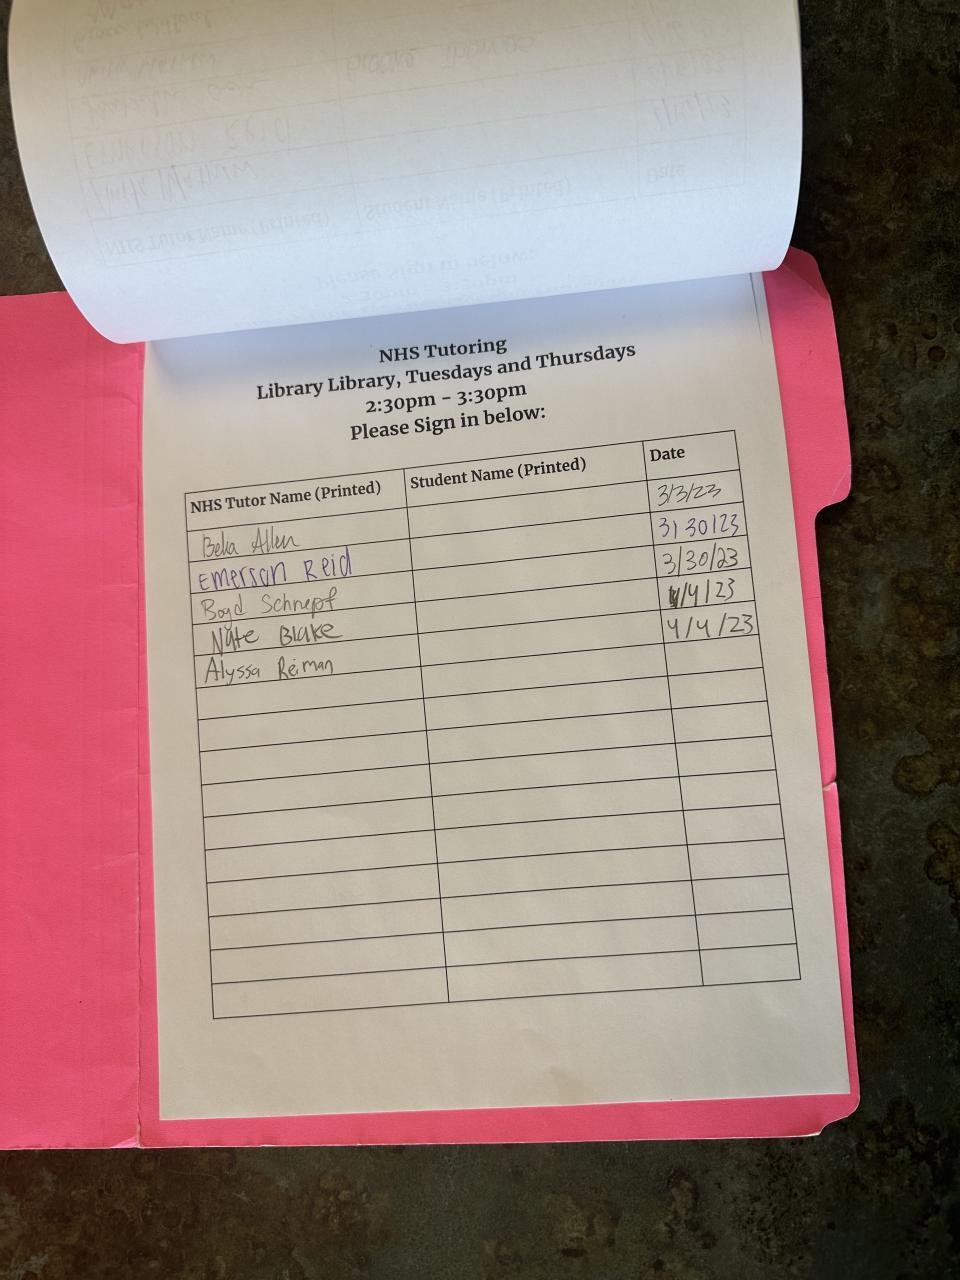 NHS Tutoring
Library Library, Tuesdays and Thursdays
2:30pm - 3:30pm
Please Sign in below:
NHS Tutor Name (Printed) Student Name (Printed) Date
Bella Allen 3/3/23
Emerson Reid 3/30/23
Boyd Schnepf 3/30/23
Nate Blake 4/4/23
Alyssa Reiman 4/4/23